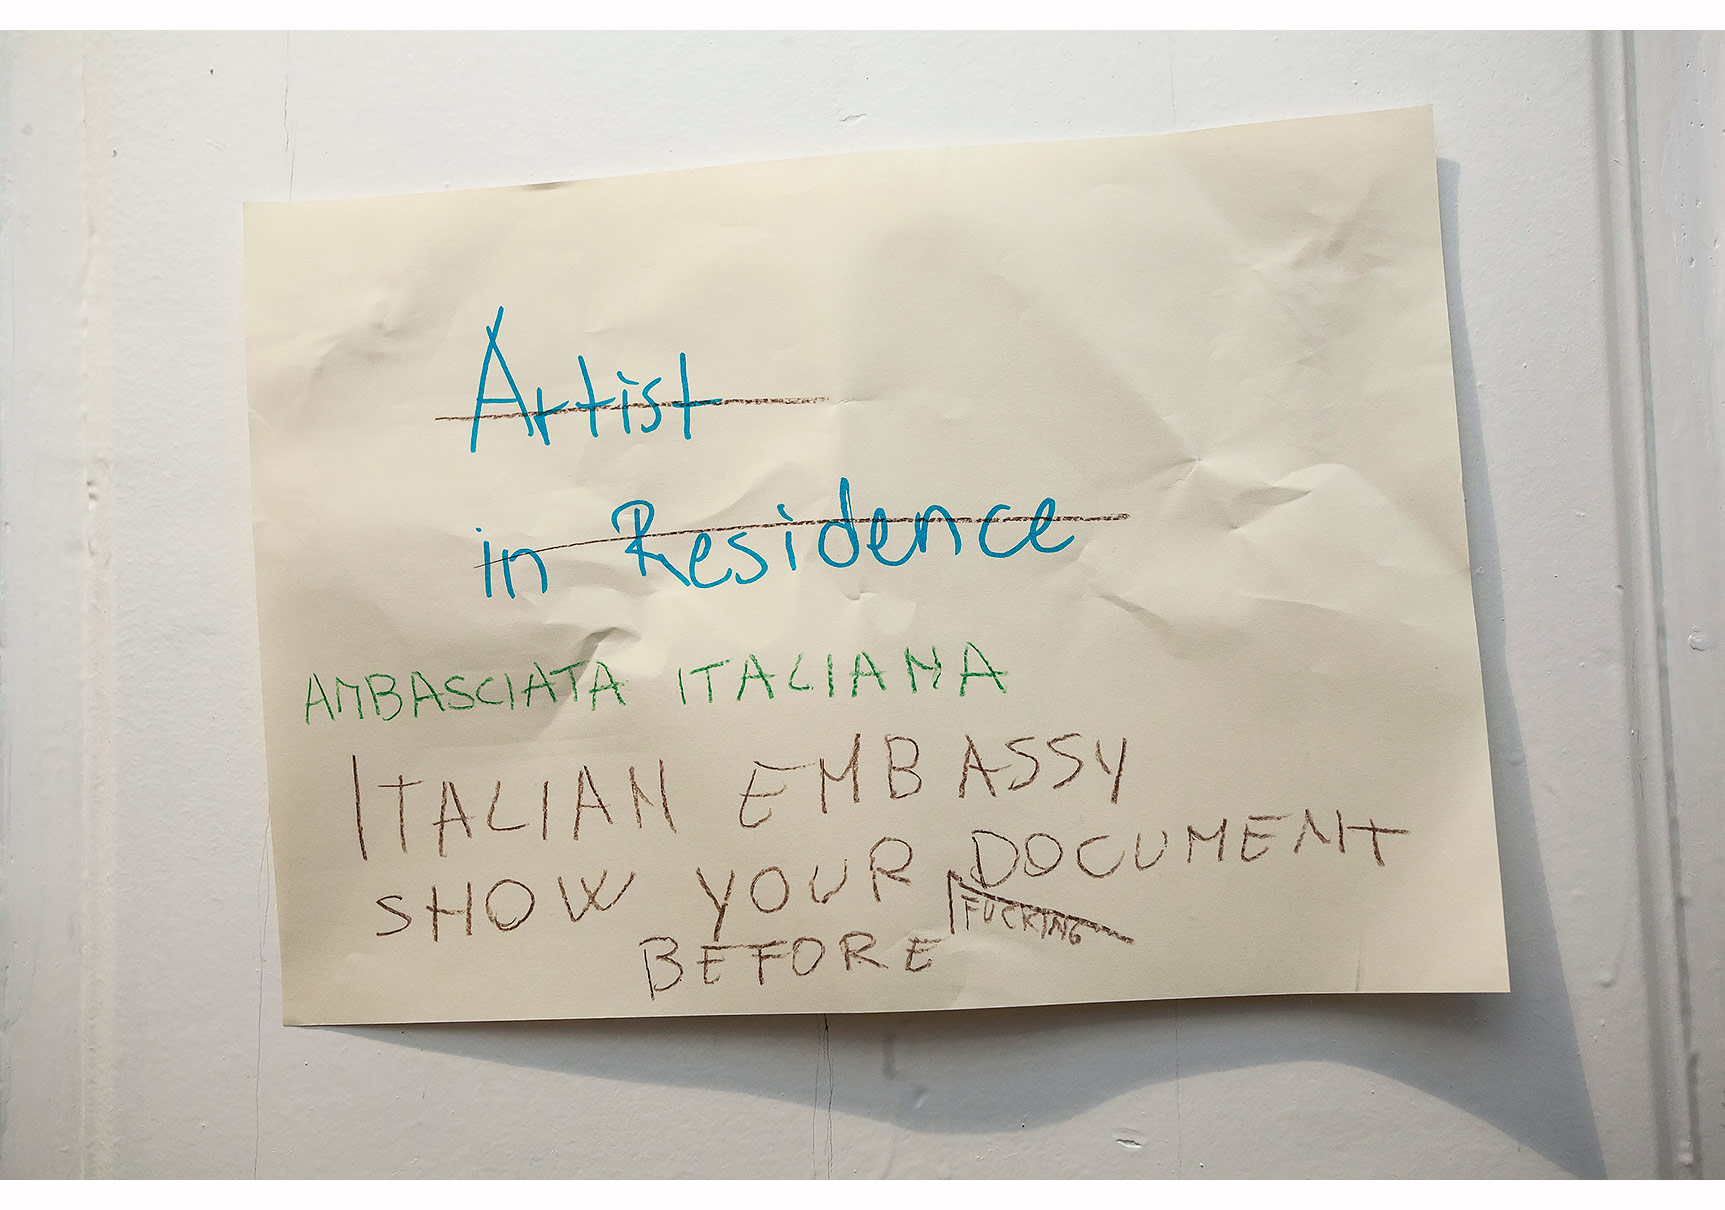 Artist
in Residence
AMBASCIATA ITALIANA
ITALIAN EMBASSY
SHOW YOUR DOCUMENT
FUCKING
BEFORE